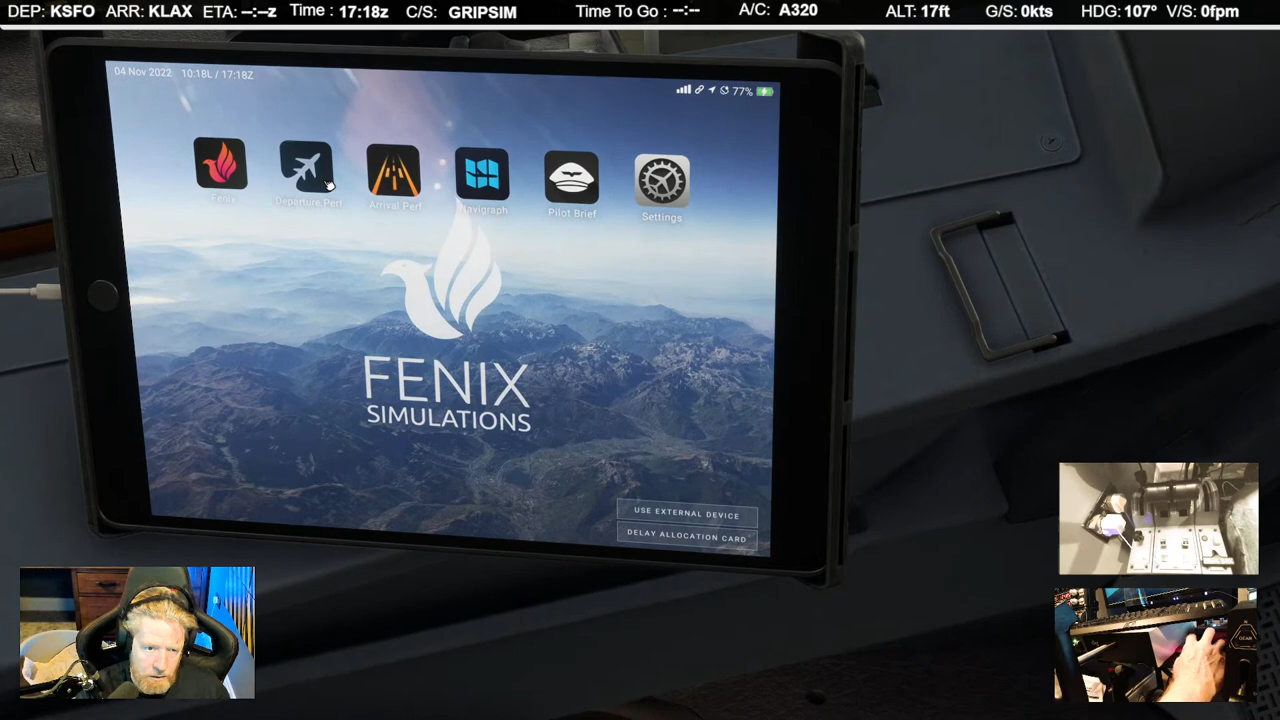 DEP: KSFO ARR: KLAX ETA: --:--z Time : 17:18z C/S: GRIPSIM Time To Go : --:-- A/C: A320 ALT: 17ft G/S: 0kts HDG: 107° V/S: 0fpm
04 Nov 2022 10:18L / 17:18Z
77%
Fenix
Departure Perf
Arrival Perf
Navigraph
Pilot Brief
Settings
FENIX
SIMULATIONS
USE EXTERNAL DEVICE
DELAY ALLOCATION CARD
GEAR